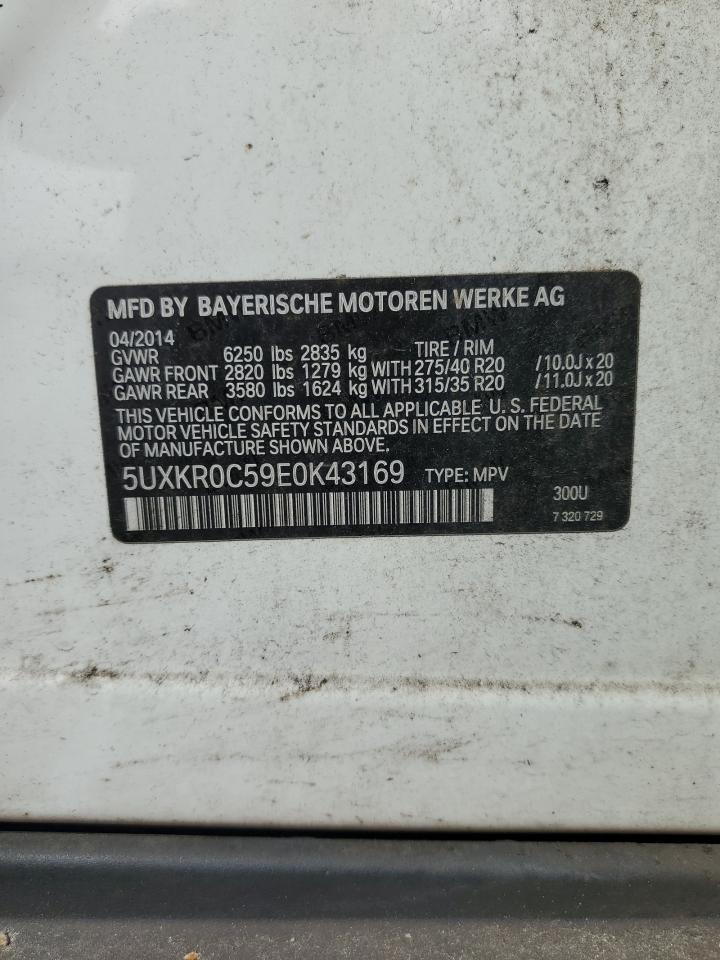 MFD BY BAYERISCHE MOTOREN WERKE AG
04/2014
GVWR 6250 lbs 2835 kg TIRE / RIM
GAWR FRONT 2820 lbs 1279 kg WITH 275/40 R20 /10.0J x 20
GAWR REAR 3580 lbs 1624 kg WITH 315/35 R20 /11.0J x 20
THIS VEHICLE CONFORMS TO ALL APPLICABLE U. S. FEDERAL
MOTOR VEHICLE SAFETY STANDARDS IN EFFECT ON THE DATE
OF MANUFACTURE SHOWN ABOVE.
5UXKR0C59E0K43169 TYPE: MPV
300U
7 320 729